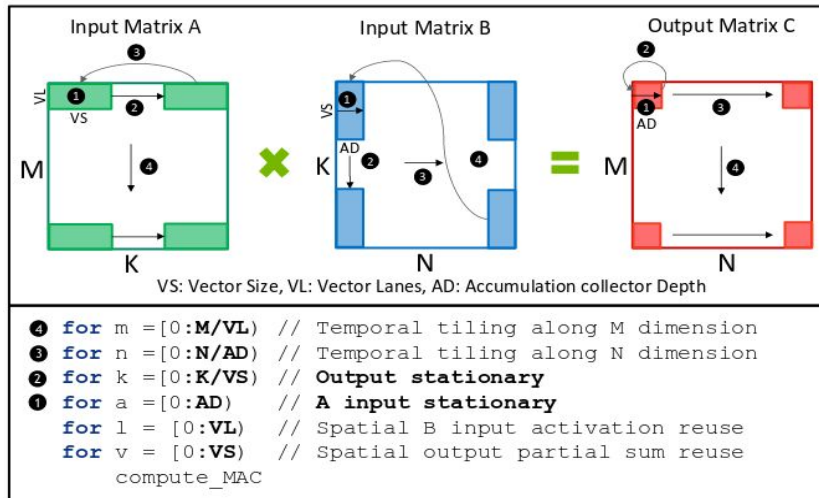 Input Matrix A
Input Matrix B
Output Matrix C
3
1
2
VL
VS
4
M
K
1
VS
AD
2
3
4
K
N
2
1
AD
3
4
M
N
VS: Vector Size, VL: Vector Lanes, AD: Accumulation collector Depth
4 for m =[0:M/VL) // Temporal tiling along M dimension
3 for n =[0:N/AD) // Temporal tiling along N dimension
2 for k =[0:K/VS) // Output stationary
1 for a =[0:AD) // A input stationary
for l = [0:VL) // Spatial B input activation reuse
for v = [0:VS) // Spatial output partial sum reuse
compute_MAC